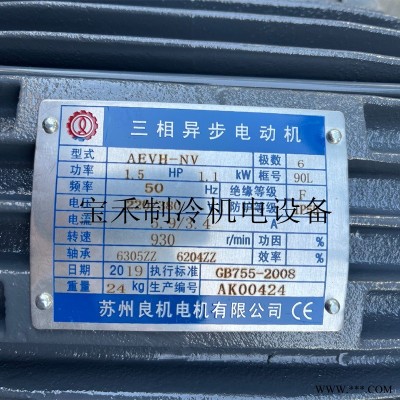 三相异步电动机
型式 AEVH-NV 极数 6
功率 1.5 HP 1.1 kW 框号 90L
频率 50 Hz 绝缘等级 F
宝禾制冷机电设备
电流 5.9/3.4 A
转速 930 r/min 功因 %
轴承 6305ZZ 6204ZZ 效率 %
日期 2019 执行标准 GB755-2008
重量 24 kg 生产编号 AK00424
苏州良机电机有限公司